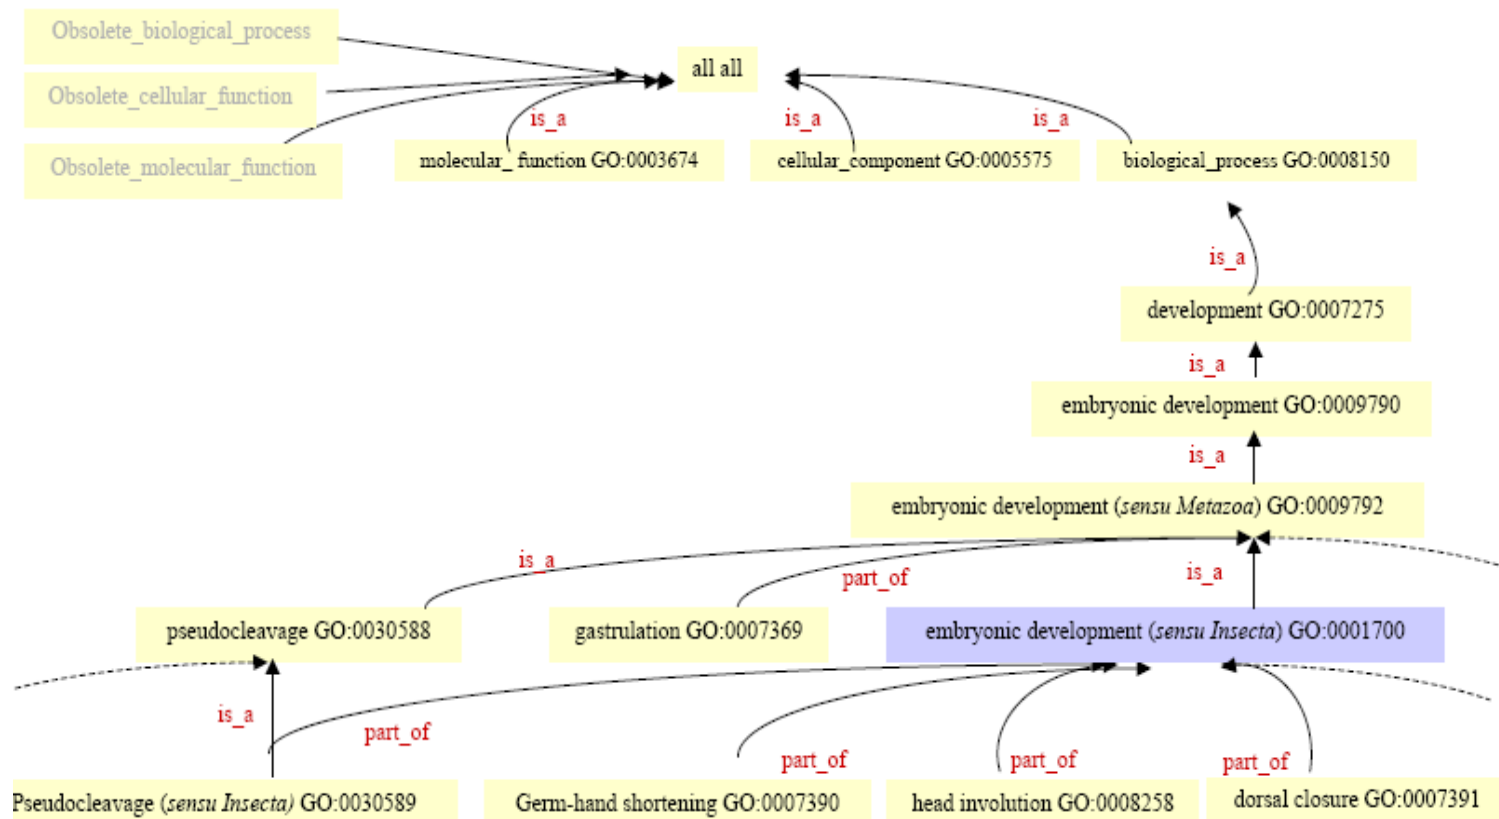 Obsolete_biological_process
all all
Obsolete_cellular_function
is_a
is_a
is_a
Obsolete_molecular_function
molecular_ function GO:0003674
cellular_component GO:0005575
biological_process GO:0008150
is_a
development GO:0007275
is_a
embryonic development GO:0009790
is_a
embryonic development (sensu Metazoa) GO:0009792
is_a
part_of
is_a
pseudocleavage GO:0030588
gastrulation GO:0007369
embryonic development (sensu Insecta) GO:0001700
is_a
part_of
part_of
part_of
part_of
Pseudocleavage (sensu Insecta) GO:0030589
Germ-hand shortening GO:0007390
head involution GO:0008258
dorsal closure GO:0007391